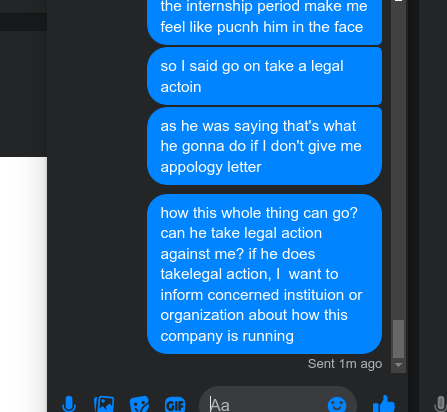 the internship period make me
feel like pucnh him in the face
so I said go on take a legal
actoin
as he was saying that's what
he gonna do if I don't give me
appology letter
how this whole thing can go?
can he take legal action
against me? if he does
takelegal action, I  want to
inform concerned instituion or
organization about how this
company is running
Sent 1m ago
GIF
Aa